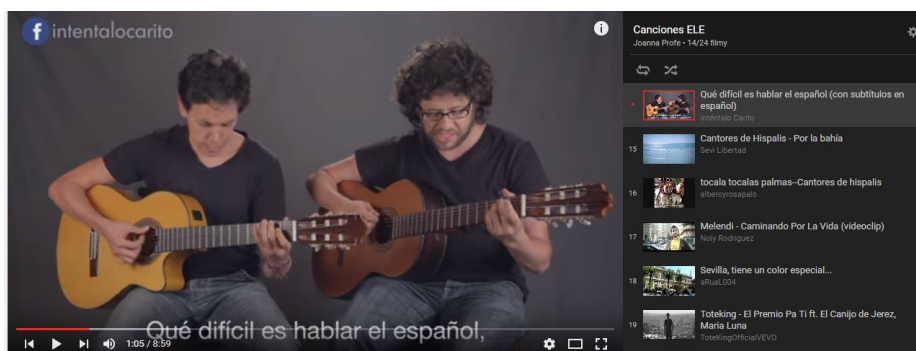 f intentalocarito
i
Qué difícil es hablar el español,
1:05 / 8:59
Canciones ELE
Joanna Profe • 14/24 filmy
Qué difícil es hablar el español (con subtítulos en
español)
Inténtalo Carito
15
Cantores de Hispalis - Por la bahía
Sevi Libertad
16
tocala tocalas palmas--Cantores de hispalis
alberoyrosapalo
17
Melendi - Caminando Por La Vida (videoclip)
Noly Rodriguez
18
Sevilla, tiene un color especial...
aRuaL004
19
Toteking - El Premio Pa Ti ft. El Canijo de Jerez,
Maria Luna
ToteKingOfficialVEVO